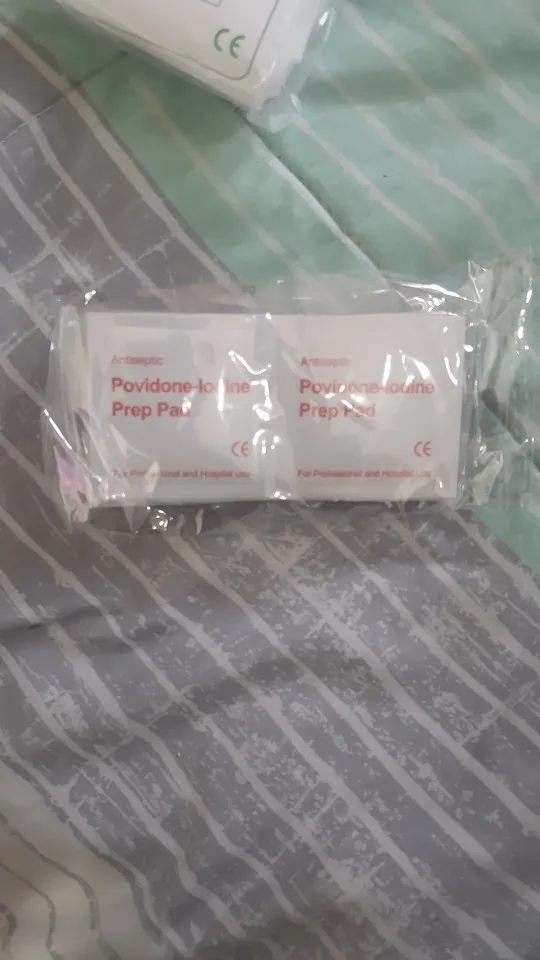 CE
Antiseptic
Povidone-Iodine
Prep Pad
CE
For Professional and Hospital Use
Antiseptic
Povidone-Iodine
Prep Pad
CE
For Professional and Hospital Use